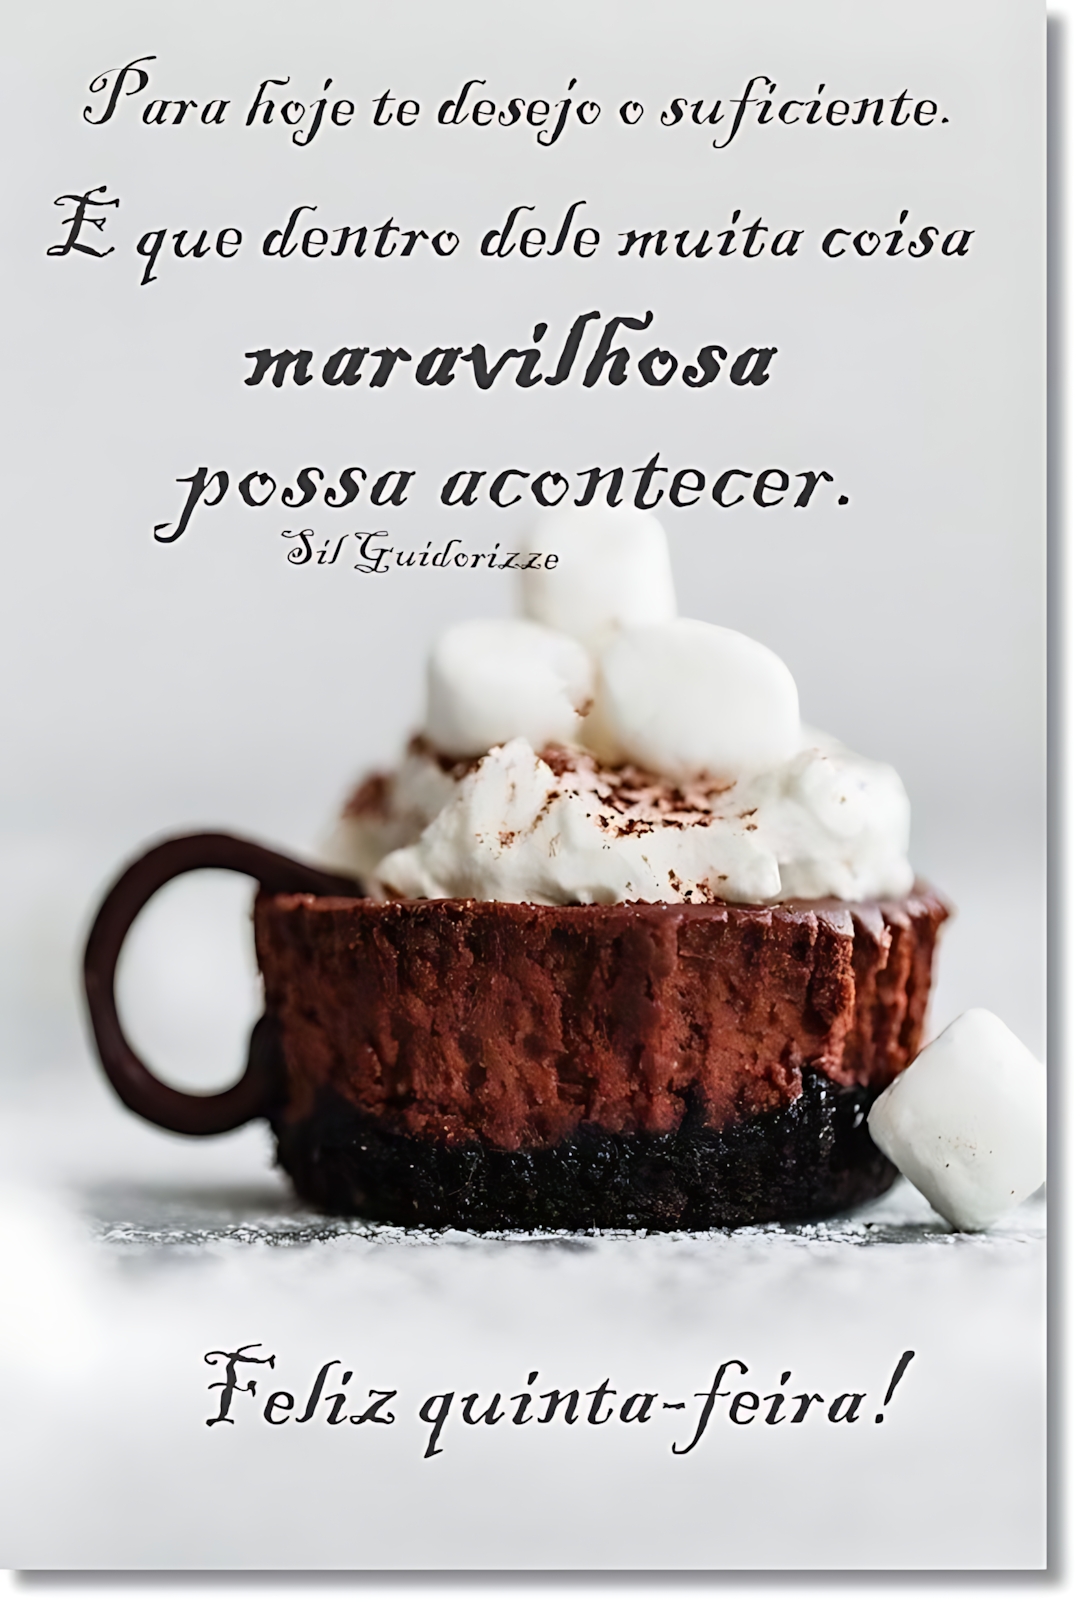 Para hoje te desejo o suficiente.
E que dentro dele muita coisa
maravilhosa
possa acontecer.
Sil Guidorizze
Feliz quinta-feira!